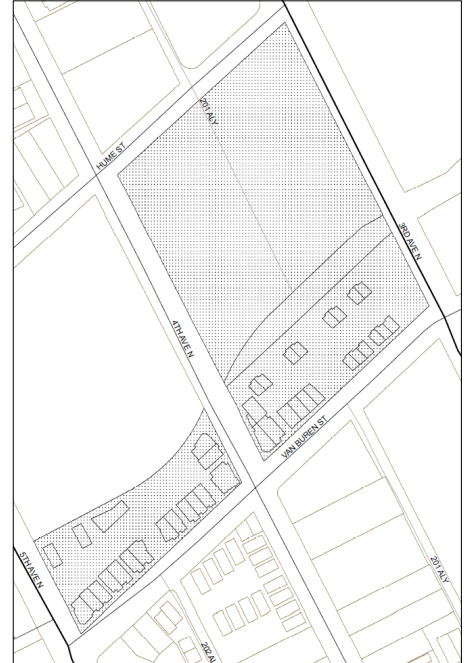 201 ALY
HUME ST
3RD AVE N
4TH AVE N
VAN BUREN ST
5TH AVE N
201 ALY